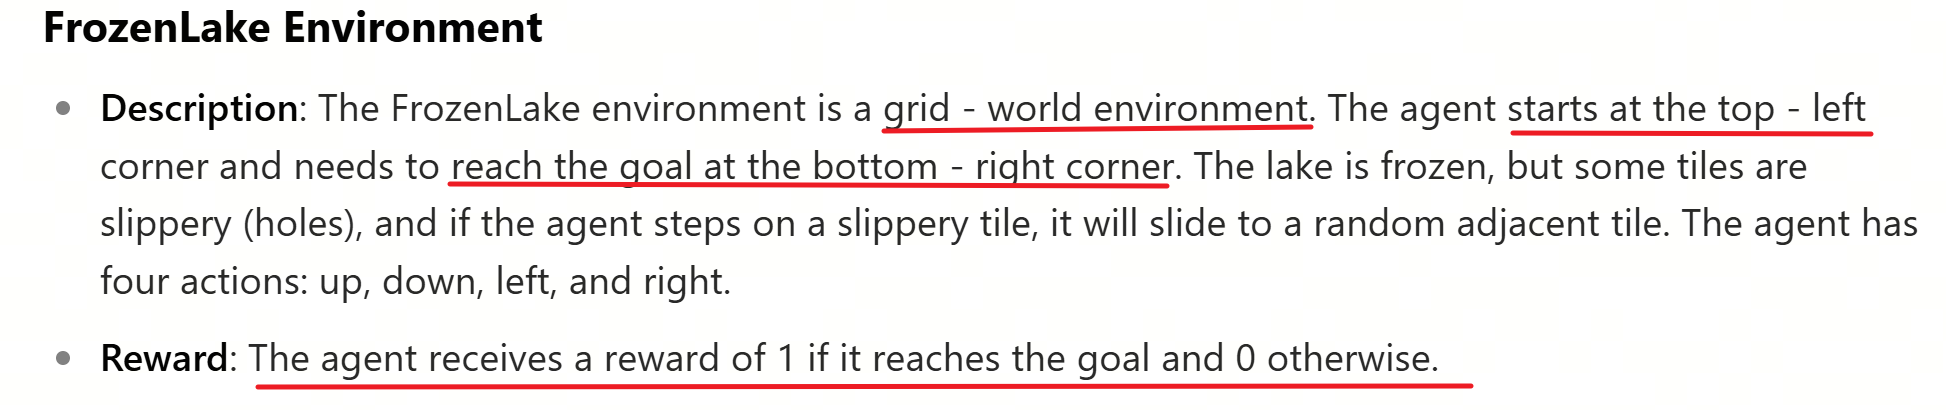 FrozenLake Environment
Description: The FrozenLake environment is a grid - world environment. The agent starts at the top - left
corner and needs to reach the goal at the bottom - right corner. The lake is frozen, but some tiles are
slippery (holes), and if the agent steps on a slippery tile, it will slide to a random adjacent tile. The agent has
four actions: up, down, left, and right.
Reward: The agent receives a reward of 1 if it reaches the goal and 0 otherwise.